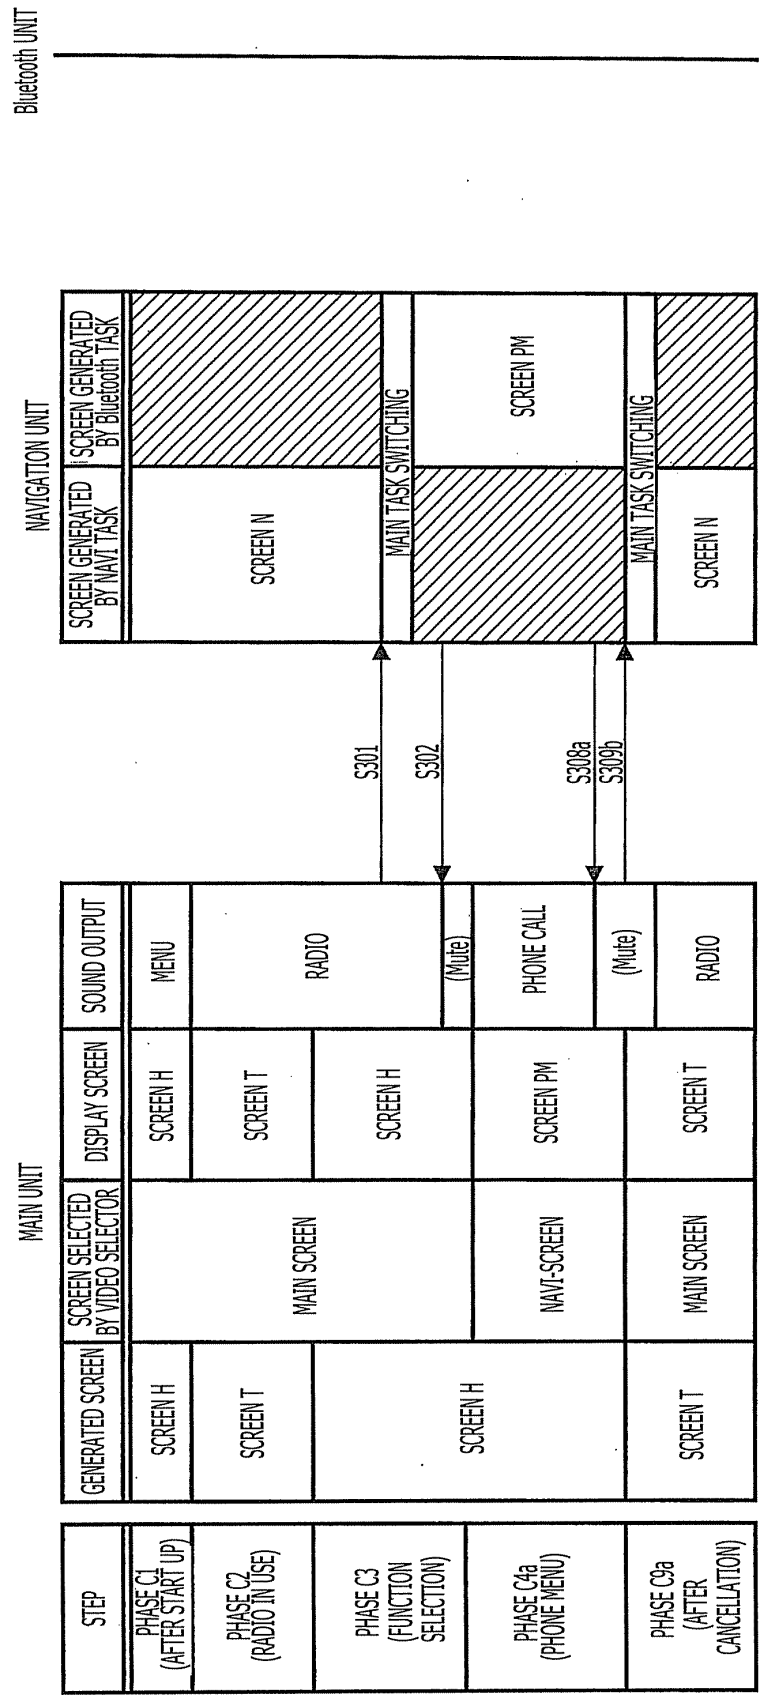 STEP
PHASE C1
(AFTER START UP)
PHASE C2
(RADIO IN USE)
PHASE C3
(FUNCTION
SELECTION)
PHASE C4a
(PHONE MENU)
PHASE C9a
(AFTER
CANCELLATION)
MAIN UNIT
GENERATED SCREEN
SCREEN H
SCREEN T
SCREEN H
SCREEN T
SCREEN SELECTED
BY VIDEO SELECTOR
MAIN SCREEN
NAVI-SCREEN
MAIN SCREEN
DISPLAY SCREEN
SCREEN H
SCREEN T
SCREEN H
SCREEN PM
SCREEN T
SOUND OUTPUT
MENU
RADIO
(Mute)
PHONE CALL
(Mute)
RADIO
S301
S302
S308a
S309b
NAVIGATION UNIT
SCREEN GENERATED
BY NAVI TASK
SCREEN N
MAIN TASK SWITCHING
MAIN TASK SWITCHING
SCREEN N
SCREEN GENERATED
BY Bluetooth TASK
SCREEN PM
Bluetooth UNIT